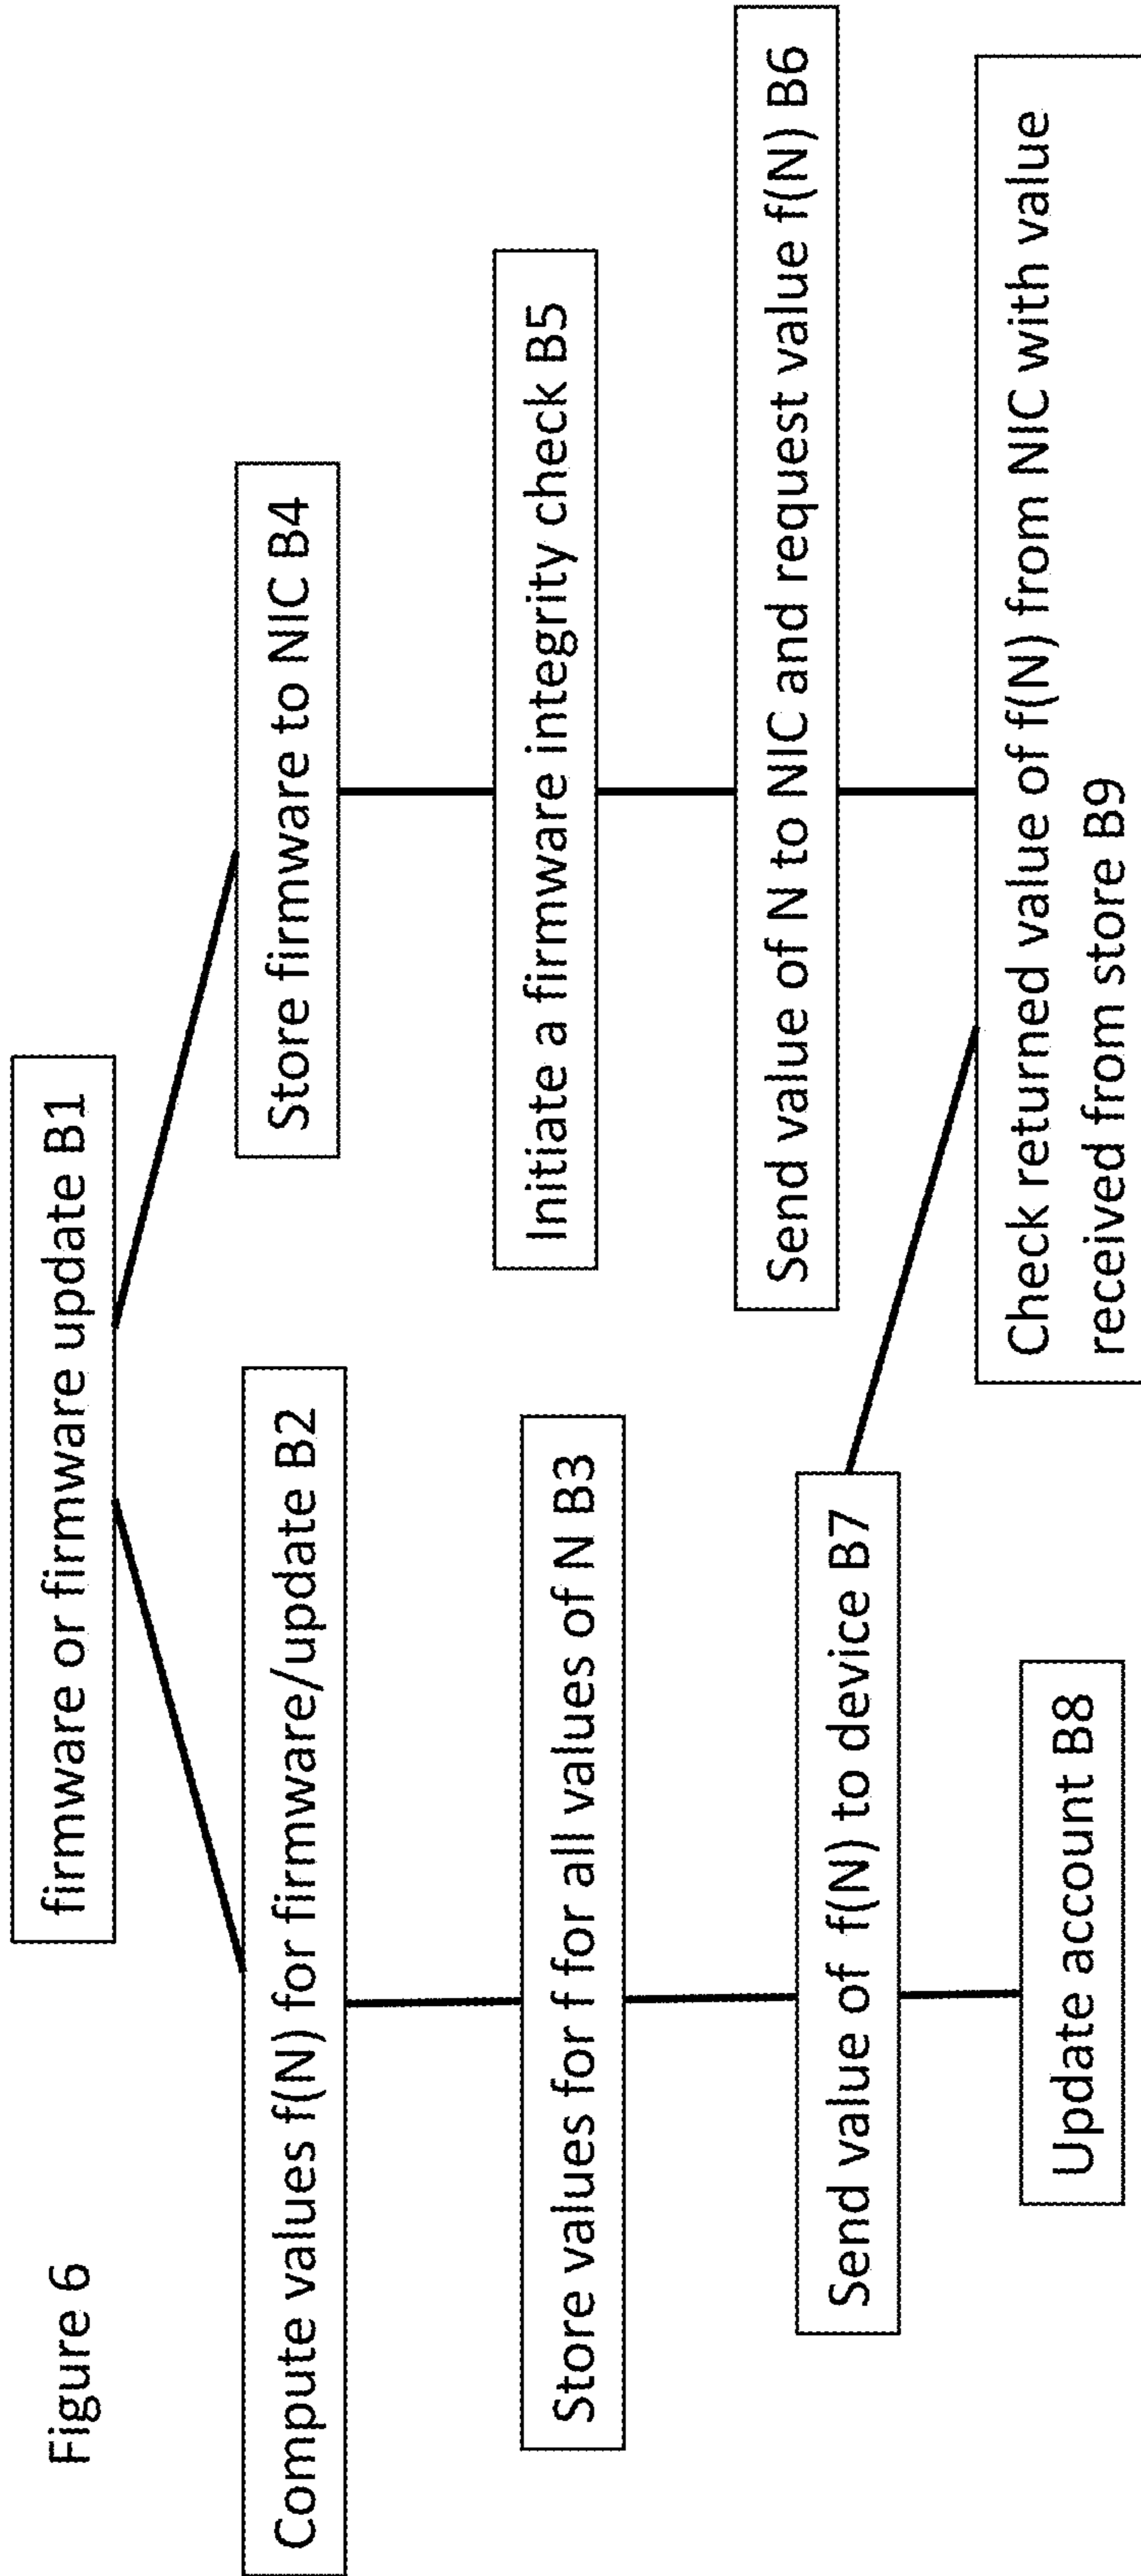 Figure 6
firmware or firmware update B1
Compute values f(N) for firmware/update B2
Store firmware to NIC B4
Store values for f for all values of N B3
Initiate a firmware integrity check B5
Send value of f(N) to device B7
Send value of N to NIC and request value f(N) B6
Update account B8
Check returned value of f(N) from NIC with value
received from store B9